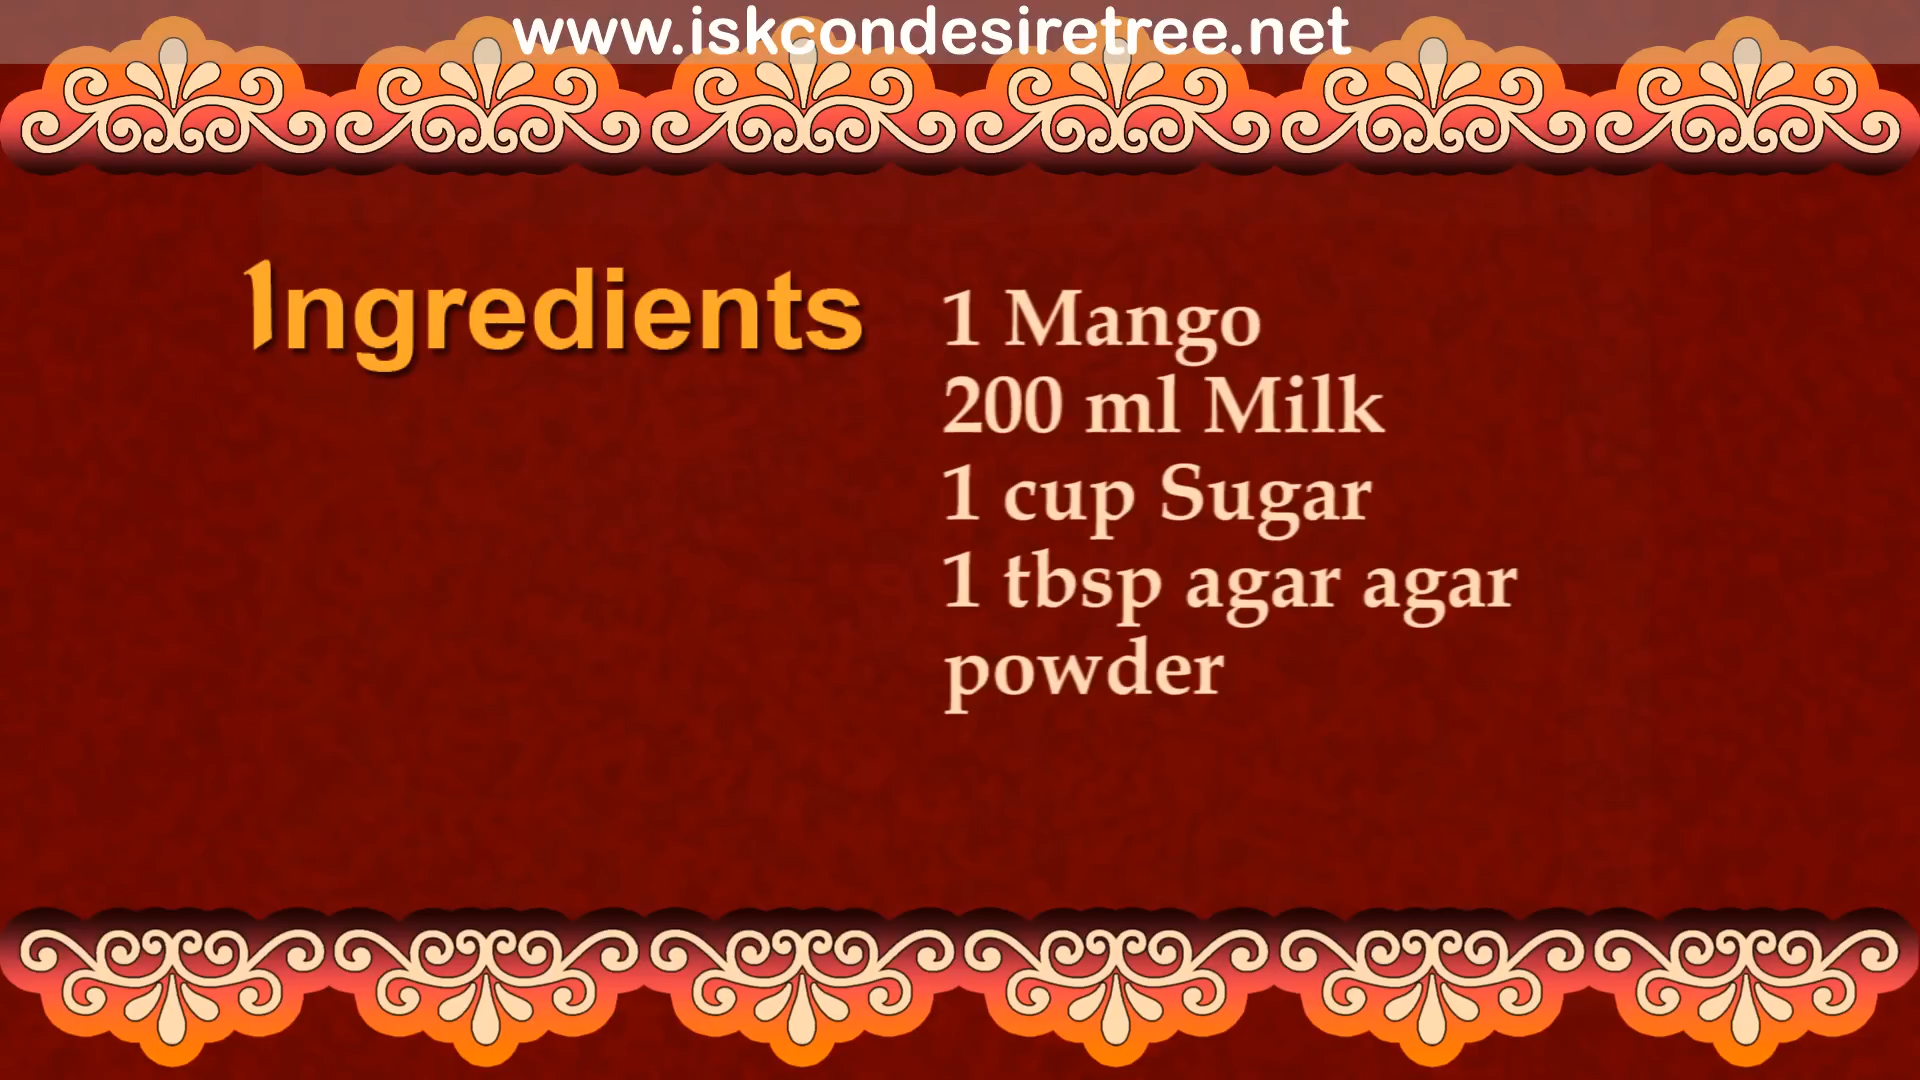 www.iskcondesiretree.net
Ingredients
1 Mango
200 ml Milk
1 cup Sugar
1 tbsp agar agar
powder